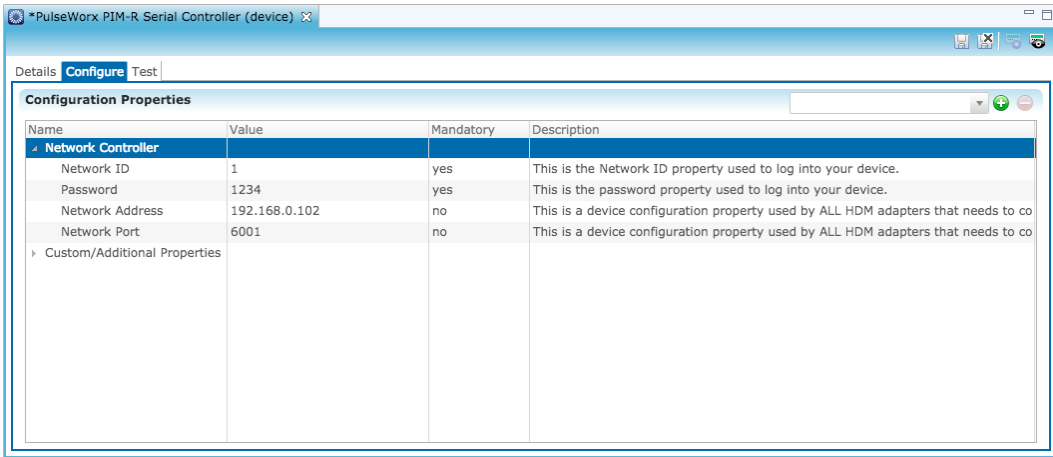 *PulseWorx PIM-R Serial Controller (device)
Details Configure Test
Configuration Properties
Name Value Mandatory Description
Network Controller
Network ID 1 yes This is the Network ID property used to log into your device.
Password 1234 yes This is the password property used to log into your device.
Network Address 192.168.0.102 no This is a device configuration property used by ALL HDM adapters that needs to co
Network Port 6001 no This is a device configuration property used by ALL HDM adapters that needs to co
Custom/Additional Properties